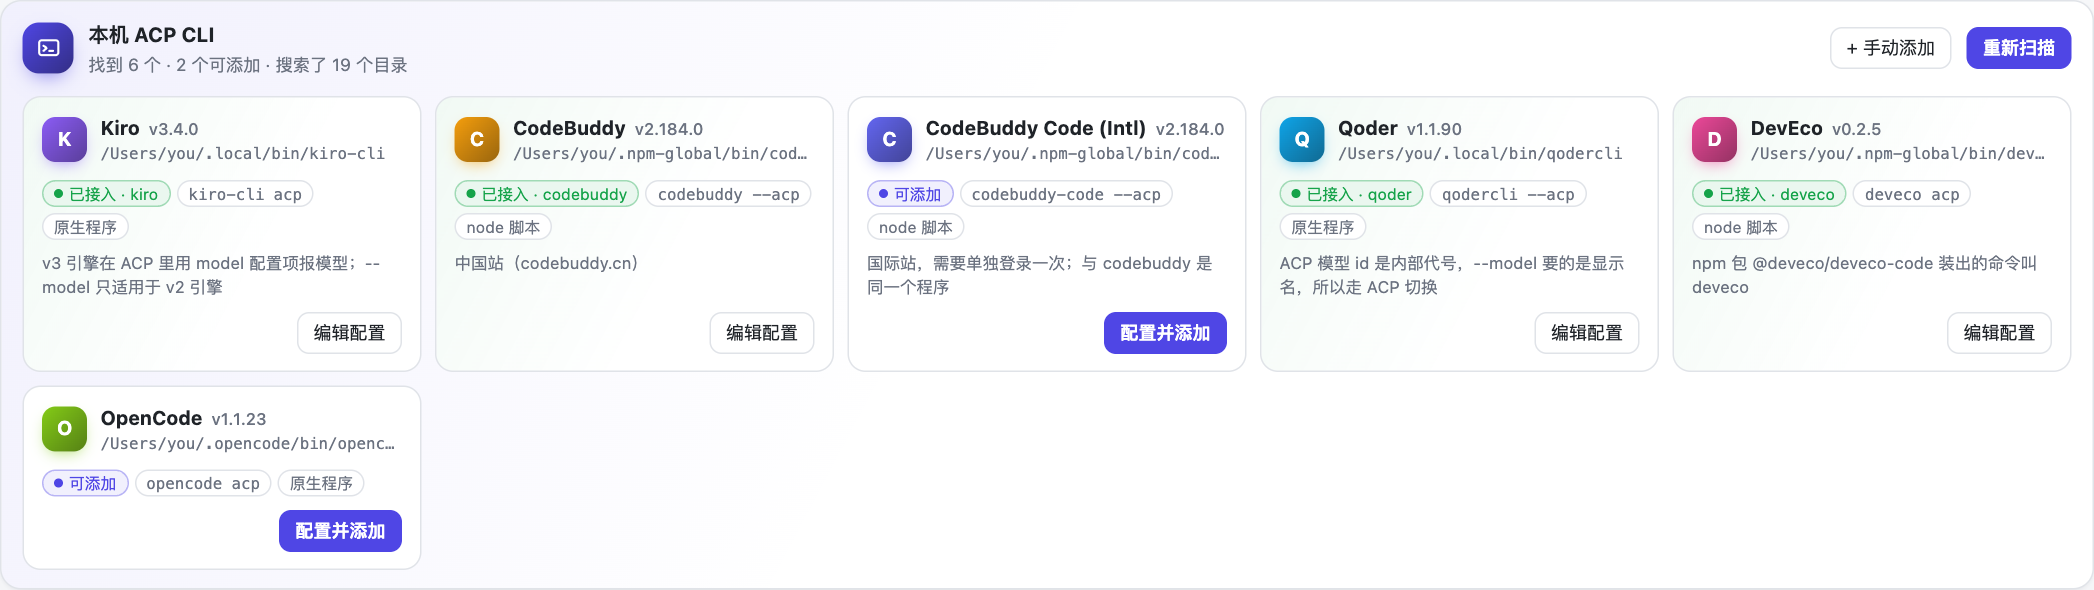 本机 ACP CLI
找到 6 个 · 2 个可添加 · 搜索了 19 个目录
+ 手动添加
重新扫描
K
Kiro v3.4.0
/Users/you/.local/bin/kiro-cli
已接入 · kiro
kiro-cli acp
原生程序
v3 引擎在 ACP 里用 model 配置项报模型；--
model 只适用于 v2 引擎
编辑配置
C
CodeBuddy v2.184.0
/Users/you/.npm-global/bin/cod…
已接入 · codebuddy
codebuddy --acp
node 脚本
中国站（codebuddy.cn）
编辑配置
C
CodeBuddy Code (Intl) v2.184.0
/Users/you/.npm-global/bin/cod…
可添加
codebuddy-code --acp
node 脚本
国际站，需要单独登录一次；与 codebuddy 是
同一个程序
配置并添加
Q
Qoder v1.1.90
/Users/you/.local/bin/qodercli
已接入 · qoder
qodercli --acp
原生程序
ACP 模型 id 是内部代号，--model 要的是显示
名，所以走 ACP 切换
编辑配置
D
DevEco v0.2.5
/Users/you/.npm-global/bin/dev…
已接入 · deveco
deveco acp
node 脚本
npm 包 @deveco/deveco-code 装出的命令叫
deveco
编辑配置
O
OpenCode v1.1.23
/Users/you/.opencode/bin/openc…
可添加
opencode acp
原生程序
配置并添加